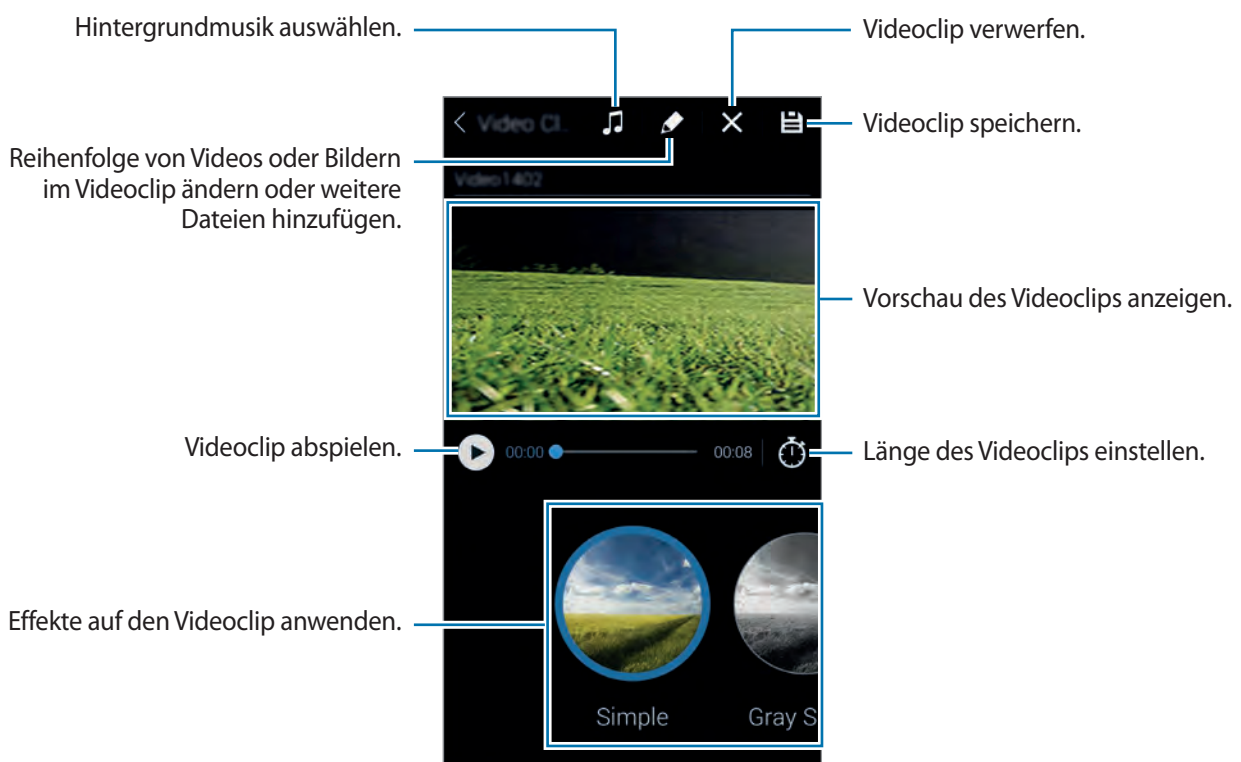 Hintergrundmusik auswählen.
Videoclip verwerfen.
Video Cl..
Videoclip speichern.
Reihenfolge von Videos oder Bildern
im Videoclip ändern oder weitere
Dateien hinzufügen.
Video1402
Vorschau des Videoclips anzeigen.
Videoclip abspielen.
00:00
00:08
Länge des Videoclips einstellen.
Effekte auf den Videoclip anwenden.
Simple
Gray S